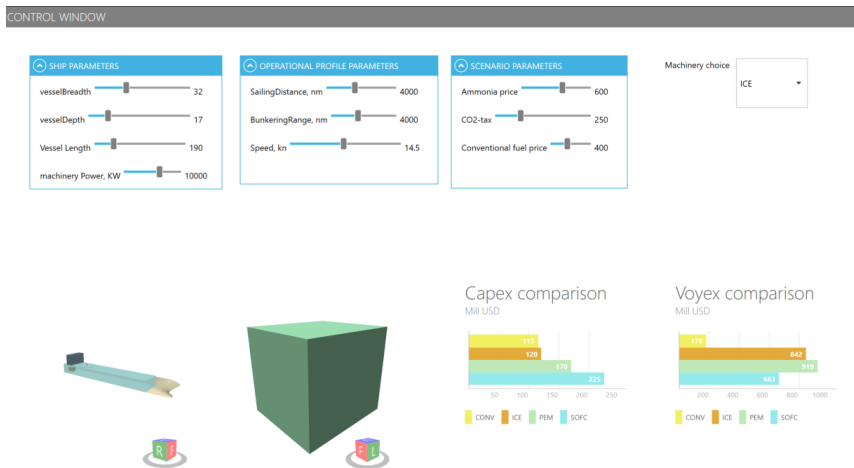 CONTROL WINDOW
SHIP PARAMETERS
vesselBreadth 32
vesselDepth 17
Vessel Length 190
machinery Power, KW 10000
OPERATIONAL PROFILE PARAMETERS
SailingDistance, nm 4000
BunkeringRange, nm 4000
Speed, kn 14.5
SCENARIO PARAMETERS
Ammonia price 600
CO2-tax 250
Conventional fuel price 400
Machinery choice
ICE
R F
F L
Capex comparison
Mill USD
115
120
170
225
50 100 150 200 250
CONV ICE PEM SOFC
Voyex comparison
Mill USD
842
919
663
200 400 600 800 1000
CONV ICE PEM SOFC